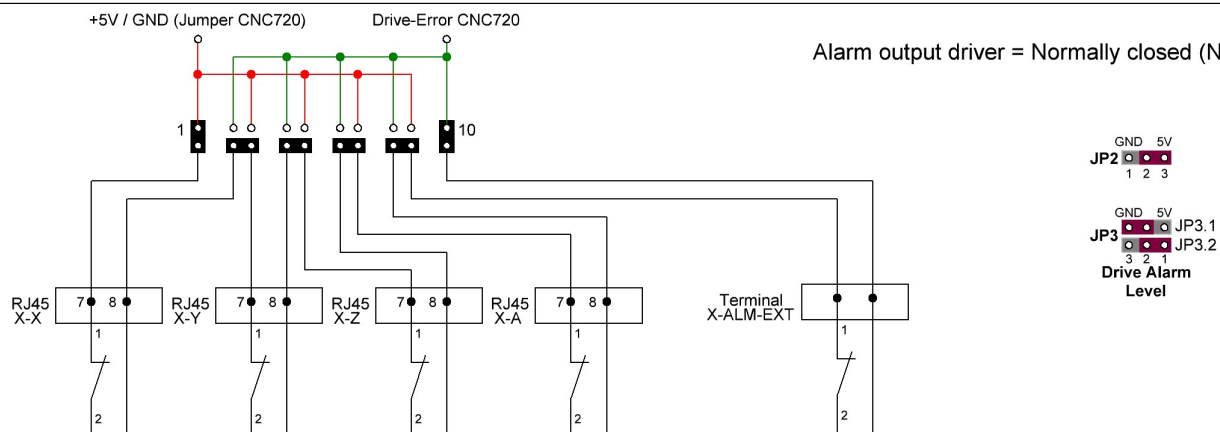 +5V / GND (Jumper CNC720)
Drive-Error CNC720
Alarm output driver = Normally closed (N
1
10
GND 5V
JP2
1 2 3
GND 5V
JP3
JP3.1
JP3.2
3 2 1
Drive Alarm
Level
RJ45
X-X
7 8
RJ45
X-Y
7 8
RJ45
X-Z
7 8
RJ45
X-A
7 8
Terminal
X-ALM-EXT
1
1
1
1
1
2
2
2
2
2